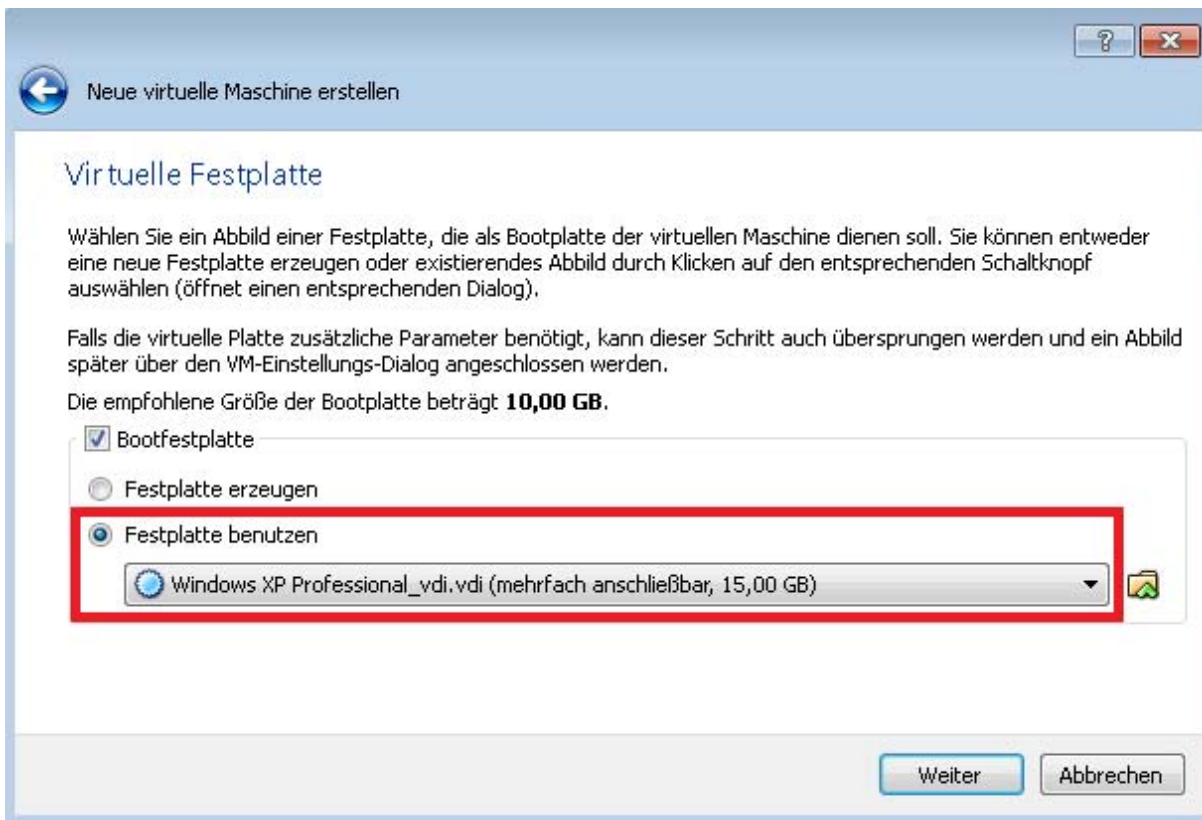 Neue virtuelle Maschine erstellen
Virtuelle Festplatte
Wählen Sie ein Abbild einer Festplatte, die als Bootplatte der virtuellen Maschine dienen soll. Sie können entweder
eine neue Festplatte erzeugen oder existierendes Abbild durch Klicken auf den entsprechenden Schaltknopf
auswählen (öffnet einen entsprechenden Dialog).
Falls die virtuelle Platte zusätzliche Parameter benötigt, kann dieser Schritt auch übersprungen werden und ein Abbild
später über den VM-Einstellungs-Dialog angeschlossen werden.
Die empfohlene Größe der Bootplatte beträgt 10,00 GB.
Bootfestplatte
Festplatte erzeugen
Festplatte benutzen
Windows XP Professional_vdi.vdi (mehrfach anschließbar, 15,00 GB)
Weiter Abbrechen